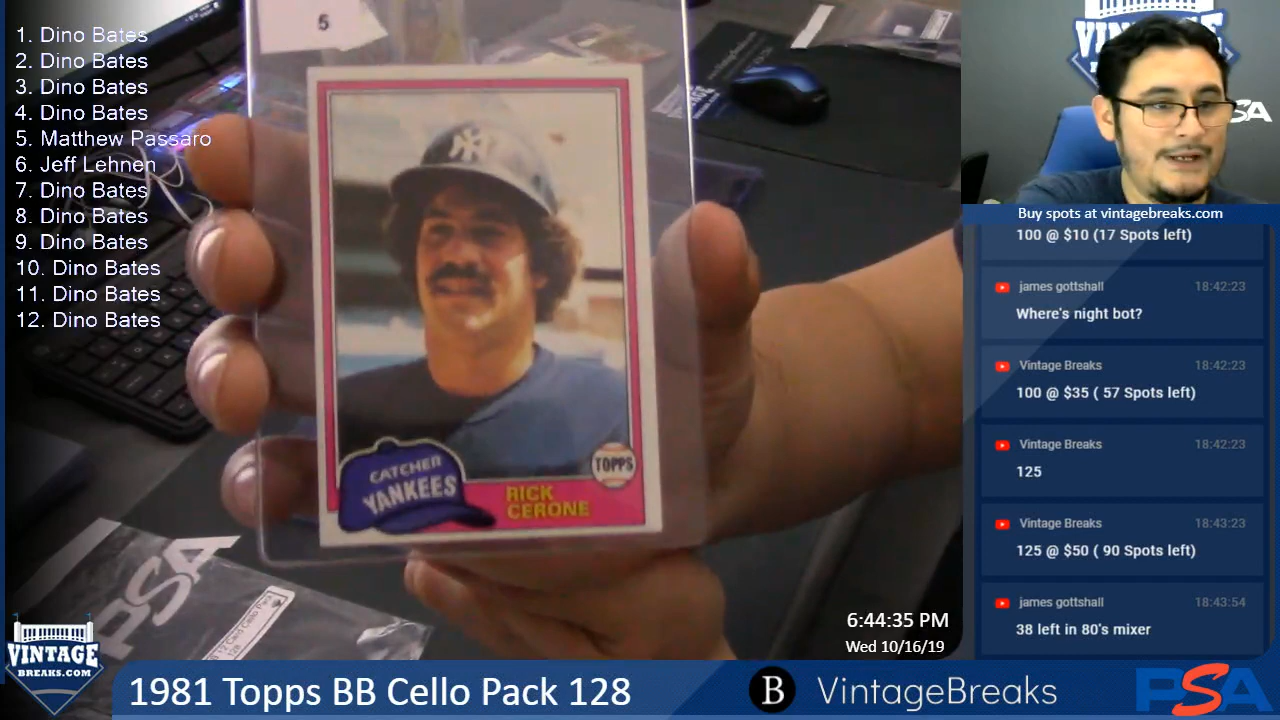 1. Dino Bates
2. Dino Bates
3. Dino Bates
4. Dino Bates
5. Matthew Passaro
6. Jeff Lehnen
7. Dino Bates
8. Dino Bates
9. Dino Bates
10. Dino Bates
11. Dino Bates
12. Dino Bates
5
NY
CATCHER
YANKEES
RICK
CERONE
TOPPS
PSA
12 Card Cello Pack
128
6:44:35 PM
Wed 10/16/19
Buy spots at vintagebreaks.com
100 @ $10 (17 Spots left)
james gottshall 18:42:23
Where's night bot?
Vintage Breaks 18:42:23
100 @ $35 ( 57 Spots left)
Vintage Breaks 18:42:23
125
Vintage Breaks 18:43:23
125 @ $50 ( 90 Spots left)
james gottshall 18:43:54
38 left in 80's mixer
VINTAGE
BREAKS.COM
1981 Topps BB Cello Pack 128
B VintageBreaks
PSA